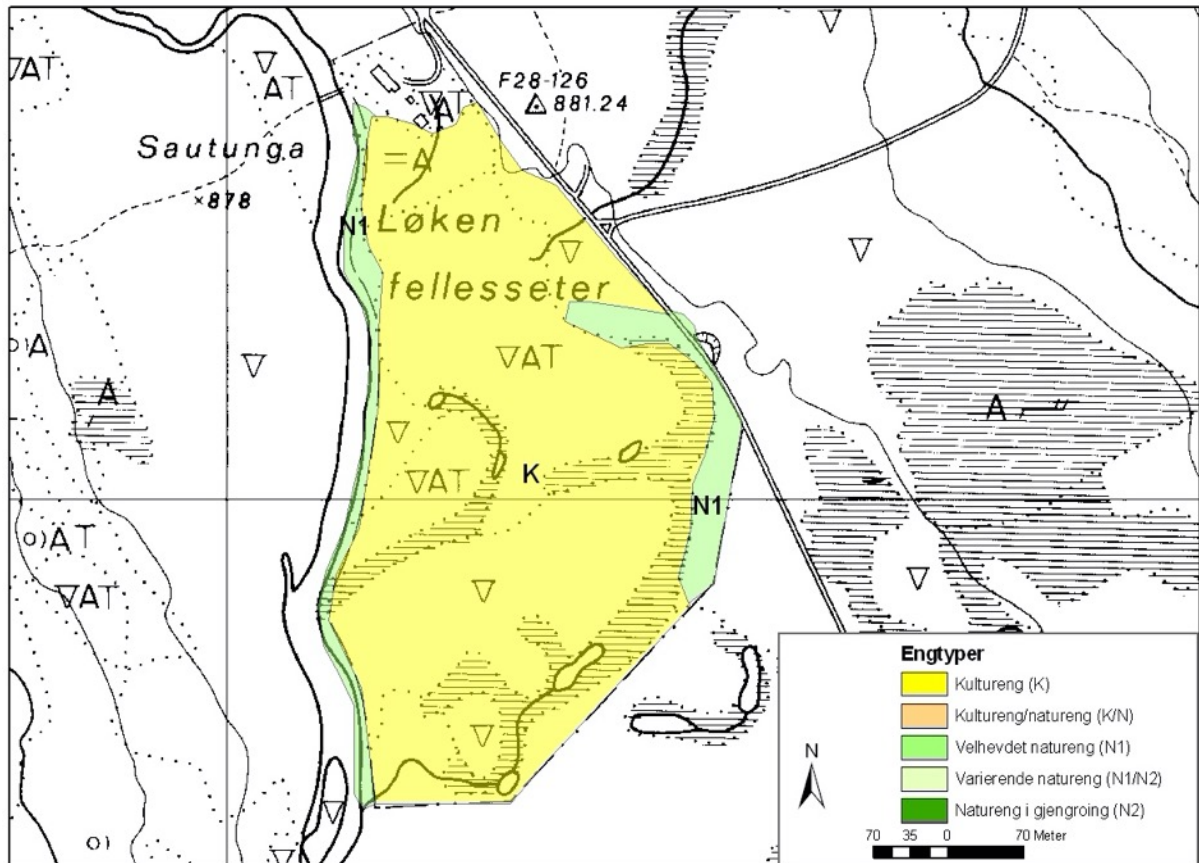 AT
AT
F28-126
881.24
AT
A
Sautunga
=A
×878
N1
Løken
fellesseter
A
AT
A
A
K
AT
N1
AT
AT
Engtyper
Kultureng (K)
Kultureng/natureng (K/N)
Velhevdet natureng (N1)
Varierende natureng (N1/N2)
Natureng i gjengroing (N2)
N
70 35 0 70 Meter